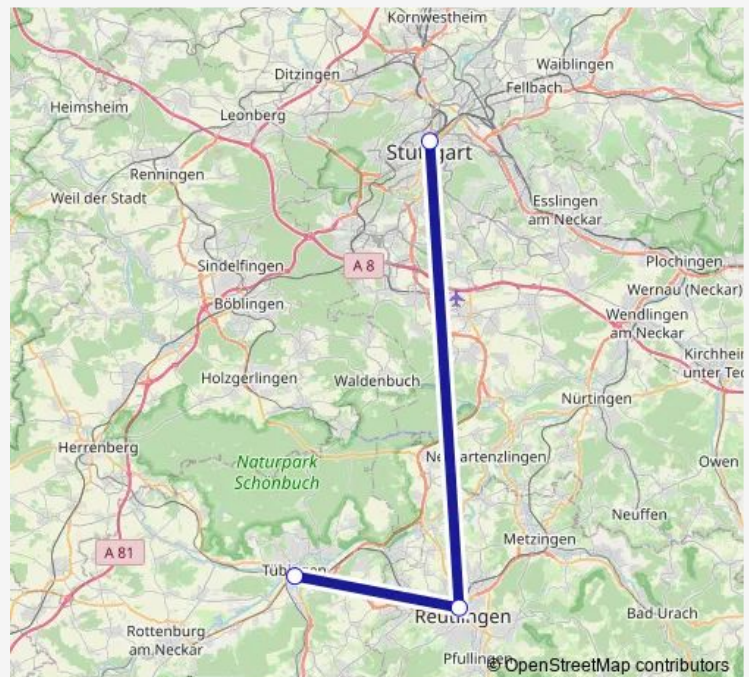 Kornwestheim
Ditzingen
Waiblingen
Fellbach
Heimsheim
Leonberg
Stuttgart
Renningen
Weil der Stadt
Esslingen
am Neckar
Sindelfingen
A 8
Plochingen
Böblingen
Wernau (Neckar)
Wendlingen
am Neckar
Kirchheim
unter Tec
Holzgerlingen
Waldenbuch
Nürtingen
Herrenberg
Naturpark
Schönbuch
Neckartenzlingen
Owen
Neuffen
A 81
Metzingen
Tübingen
Reutlingen
Bad Urach
Rottenburg
am Neckar
Pfullingen
© OpenStreetMap contributors